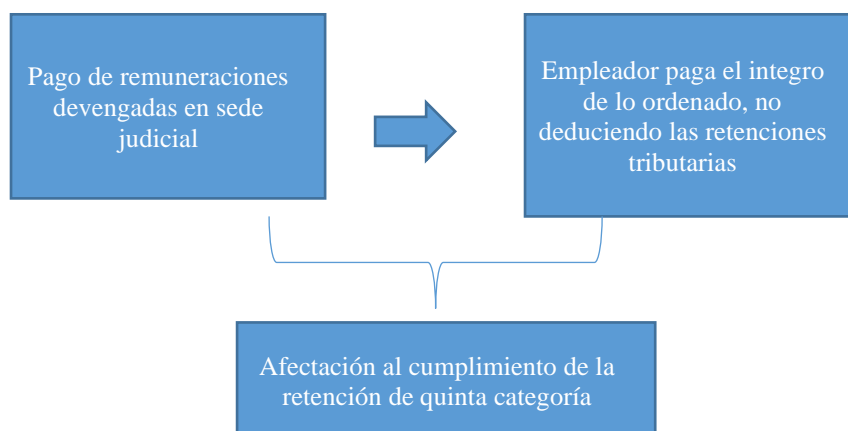 Pago de remuneraciones
devengadas en sede
judicial
Empleador paga el integro
de lo ordenado, no
deduciendo las retenciones
tributarias
Afectación al cumplimiento de la
retención de quinta categoría